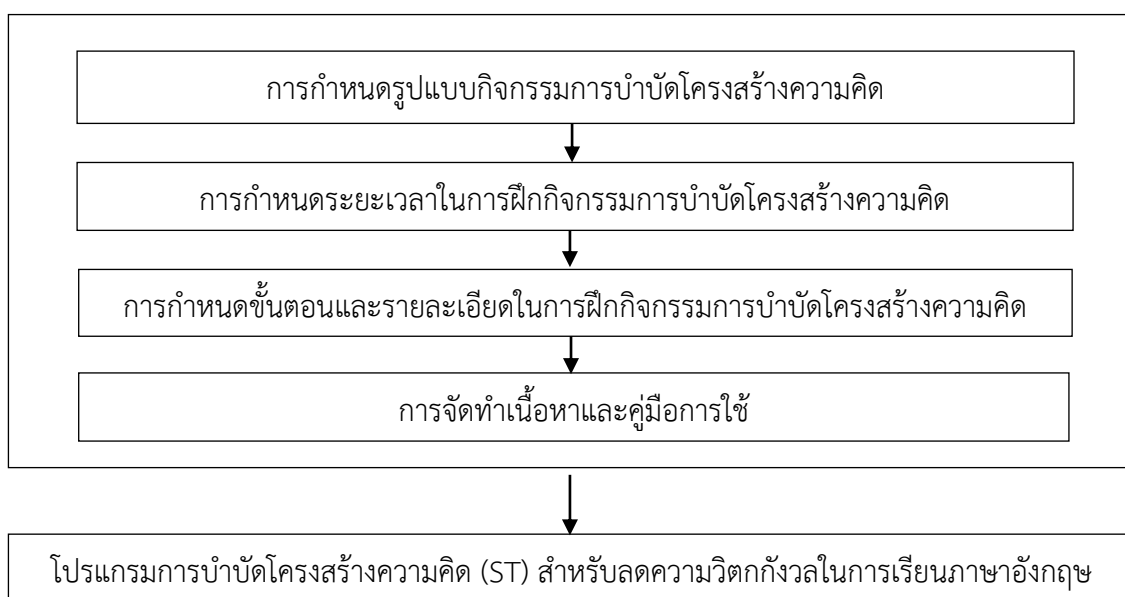 การกำหนดรูปแบบกิจกรรมการบำบัดโครงสร้างความคิด
การกำหนดระยะเวลาในการฝึกกิจกรรมการบำบัดโครงสร้างความคิด
การกำหนดขั้นตอนและรายละเอียดในการฝึกกิจกรรมการบำบัดโครงสร้างความคิด
การจัดทำเนื้อหาและคู่มือการใช้
โปรแกรมการบำบัดโครงสร้างความคิด (ST) สำหรับลดความวิตกกังวลในการเรียนภาษาอังกฤษ